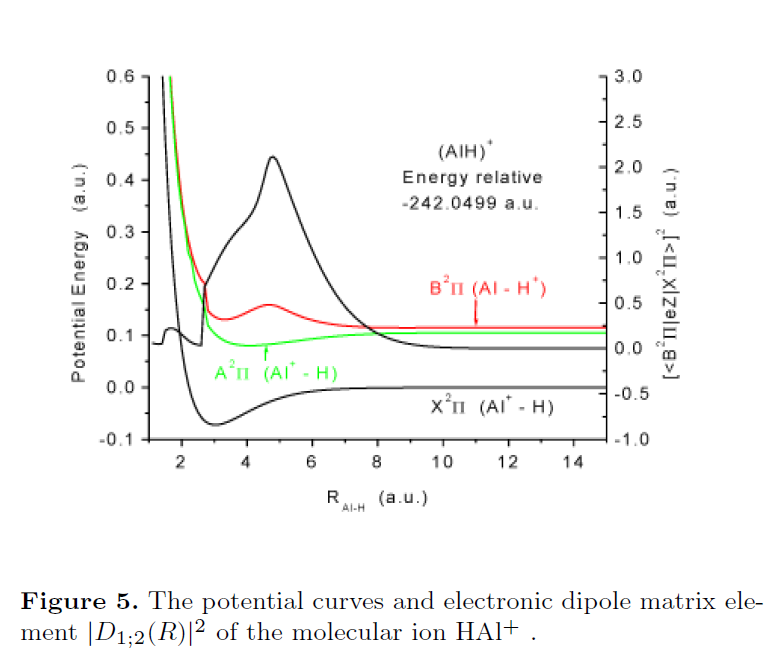 0.6
0.5
0.4
0.3
0.2
0.1
0.0
-0.1
Potential Energy (a.u.)
3.0
2.5
2.0
1.5
1.0
0.5
0.0
-0.5
-1.0
[<B²Π|eZ|X²Π>]² (a.u.)
(AlH)⁺
Energy relative
-242.0499 a.u.
B²Π (Al - H⁺)
A²Π (Al⁺ - H)
X²Π (Al⁺ - H)
2 4 6 8 10 12 14
R_Al-H (a.u.)
Figure 5. The potential curves and electronic dipole matrix ele-
ment |D₁;₂(R)|² of the molecular ion HAl⁺ .